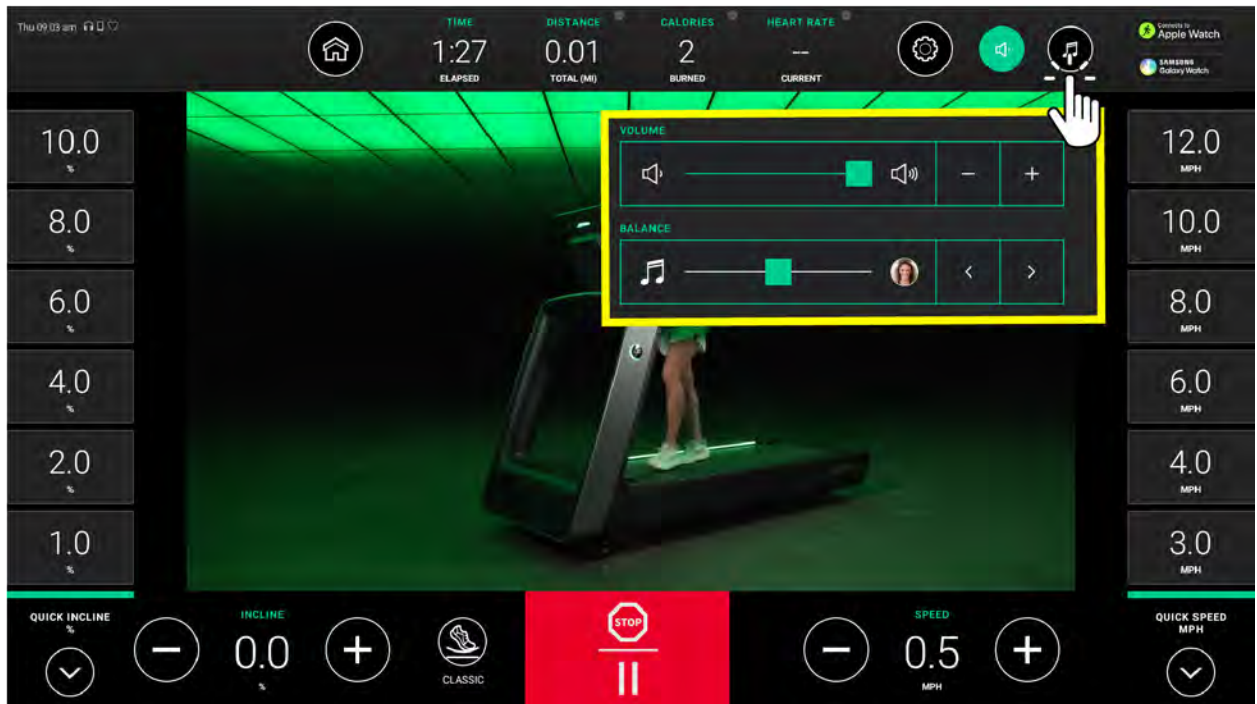 Thu 09:03 am
TIME
1:27
ELAPSED
DISTANCE
0.01
TOTAL (MI)
CALORIES
2
BURNED
HEART RATE
--
CURRENT
Connects to
Apple Watch
SAMSUNG
Galaxy Watch
10.0
%
8.0
%
6.0
%
4.0
%
2.0
%
1.0
%
QUICK INCLINE
%
VOLUME
− +
BALANCE
< >
12.0
MPH
10.0
MPH
8.0
MPH
6.0
MPH
4.0
MPH
3.0
MPH
QUICK SPEED
MPH
INCLINE
− 0.0 +
%
CLASSIC
STOP
SPEED
− 0.5 +
MPH